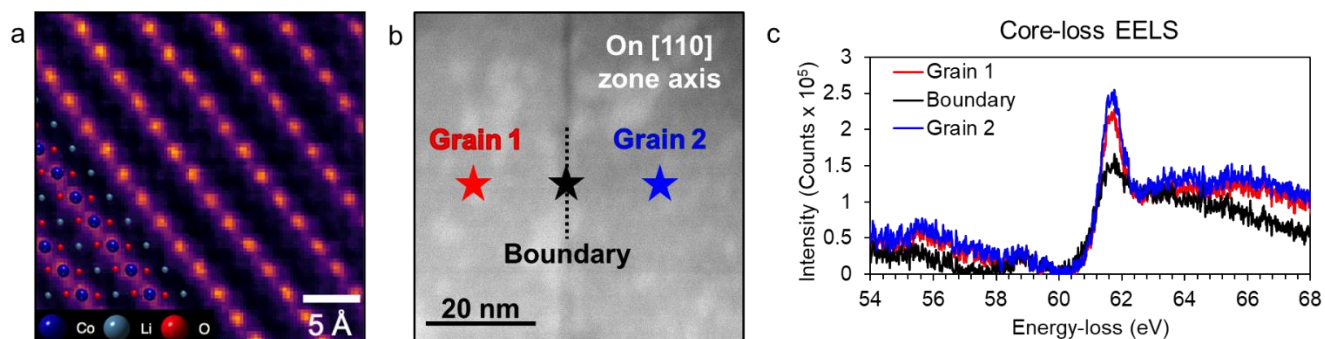 a
Co
Li
O
5 Å
b
On [110]
zone axis
Grain 1
Grain 2
Boundary
20 nm
c
Core-loss EELS
Intensity (Counts x 10⁵)
3
2.5
2
1.5
1
0.5
0
Grain 1
Boundary
Grain 2
54 56 58 60 62 64 66 68
Energy-loss (eV)